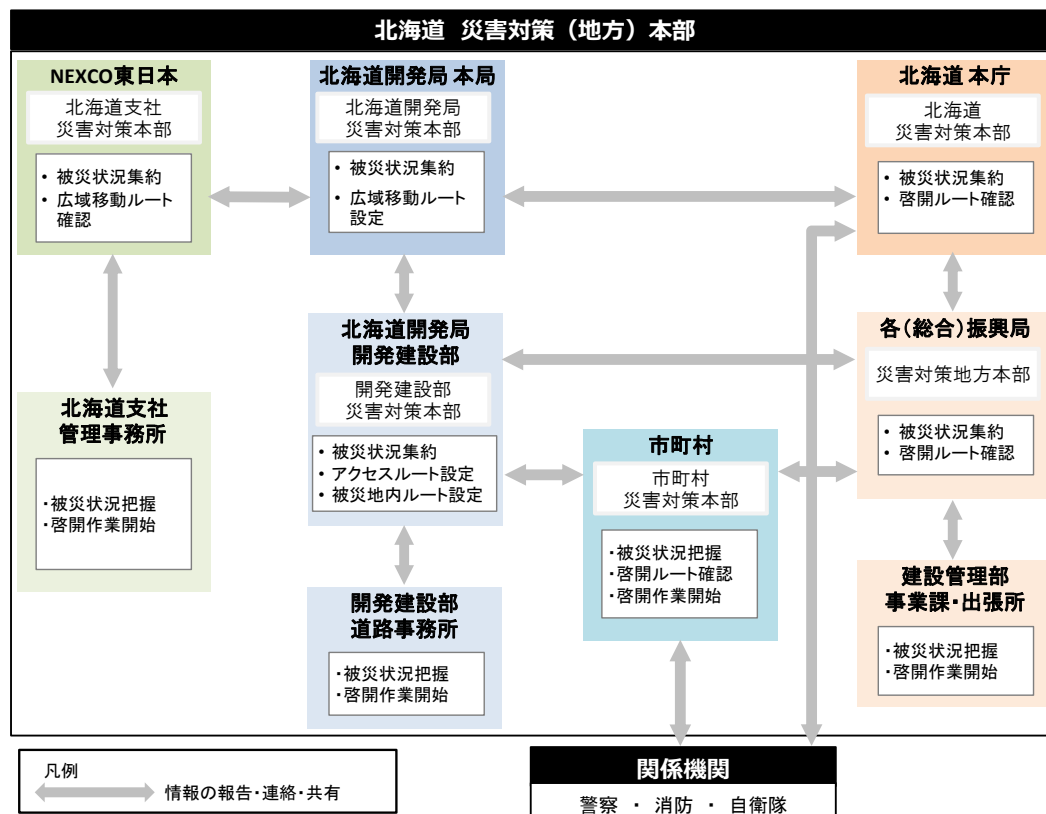 北海道 災害対策（地方）本部
NEXCO東日本
北海道支社
災害対策本部
• 被災状況集約
• 広域移動ルート
確認
北海道支社
管理事務所
・被災状況把握
・啓開作業開始
北海道開発局 本局
北海道開発局
災害対策本部
• 被災状況集約
• 広域移動ルート
設定
北海道開発局
開発建設部
開発建設部
災害対策本部
• 被災状況集約
• アクセスルート設定
• 被災地内ルート設定
開発建設部
道路事務所
・被災状況把握
・啓開作業開始
市町村
市町村
災害対策本部
・被災状況把握
・啓開ルート確認
・啓開作業開始
北海道 本庁
北海道
災害対策本部
• 被災状況集約
• 啓開ルート確認
各(総合)振興局
災害対策地方本部
• 被災状況集約
• 啓開ルート確認
建設管理部
事業課・出張所
・被災状況把握
・啓開作業開始
凡例
情報の報告・連絡・共有
関係機関
警察 ・ 消防 ・ 自衛隊